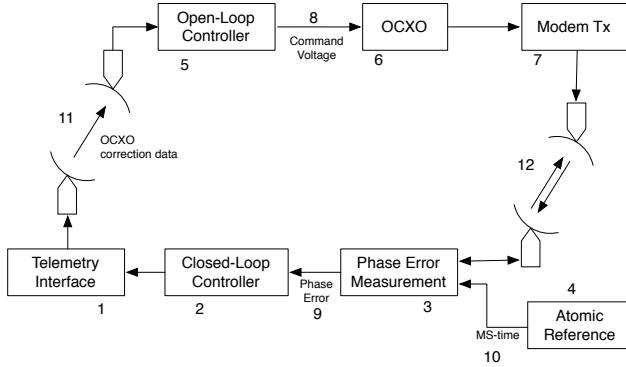 Open-Loop
Controller
5
8
Command
Voltage
OCXO
6
Modem Tx
7
11
OCXO
correction data
12
Telemetry
Interface
1
Closed-Loop
Controller
2
Phase
Error
9
Phase Error
Measurement
3
4
Atomic
Reference
MS-time
10